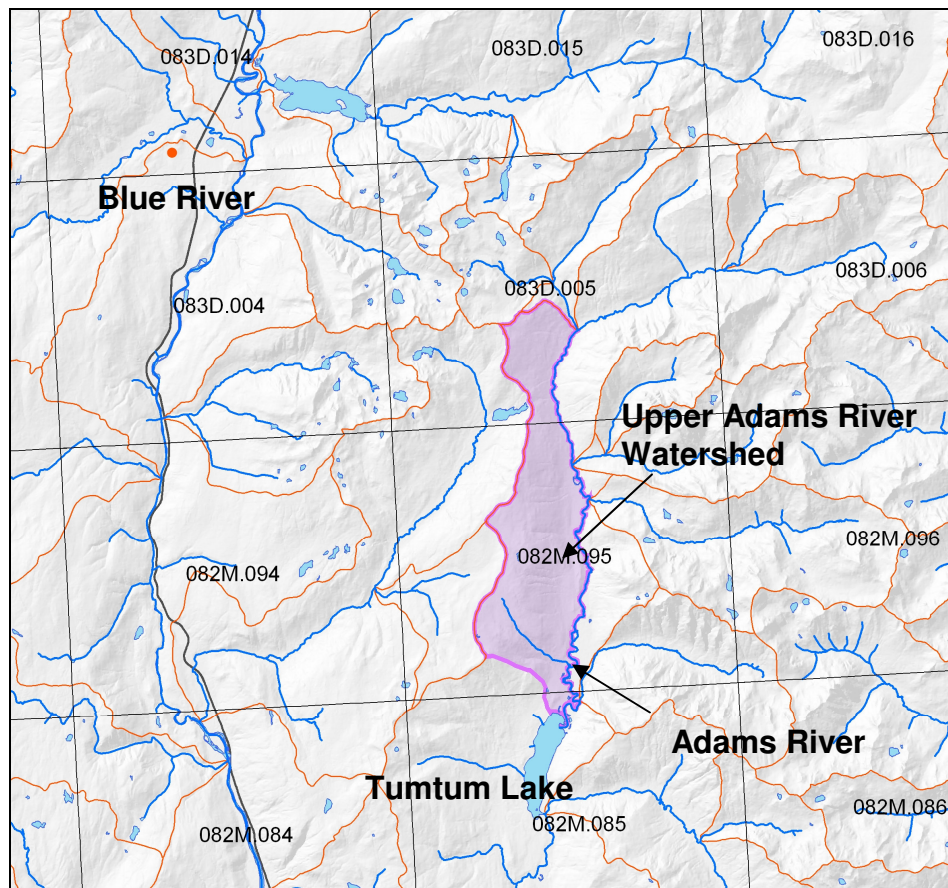 083D.014
083D.015
083D.016
Blue River
083D.004
083D.005
083D.006
Upper Adams River
Watershed
082M.094
082M.095
082M.096
Adams River
Tumtum Lake
082M.084
082M.085
082M.086